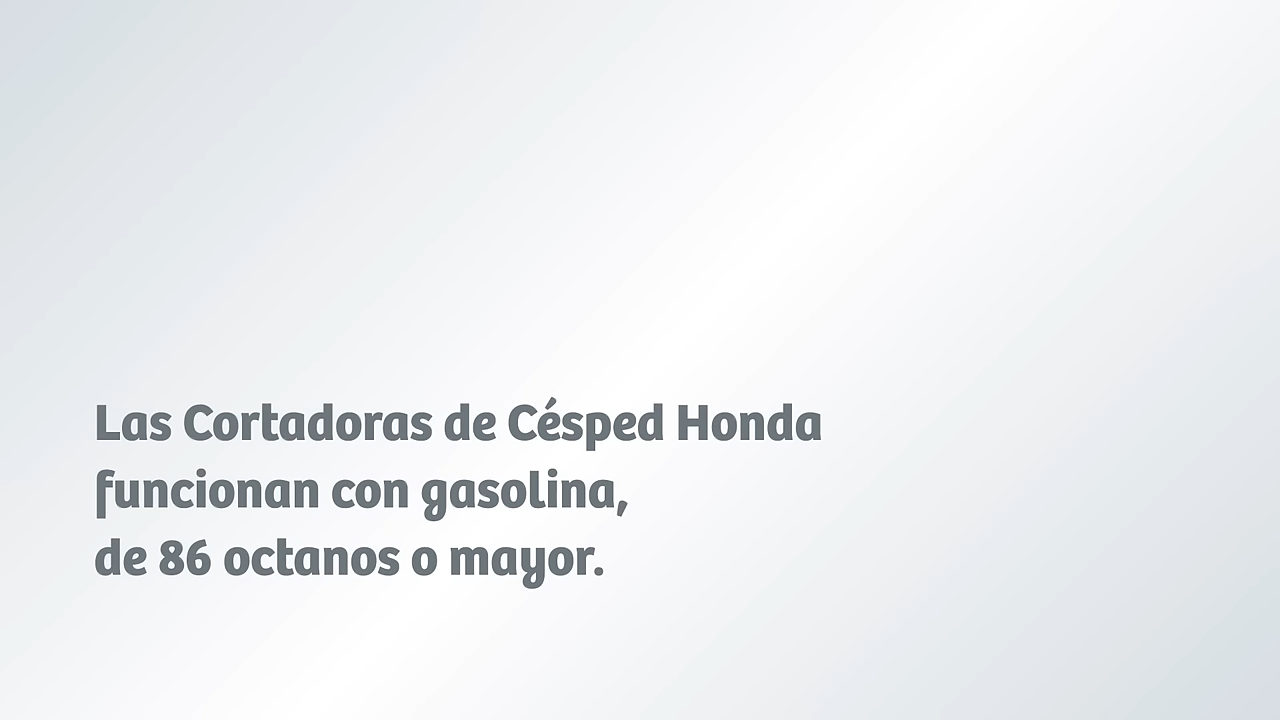 Las Cortadoras de Césped Honda
funcionan con gasolina,
de 86 octanos o mayor.